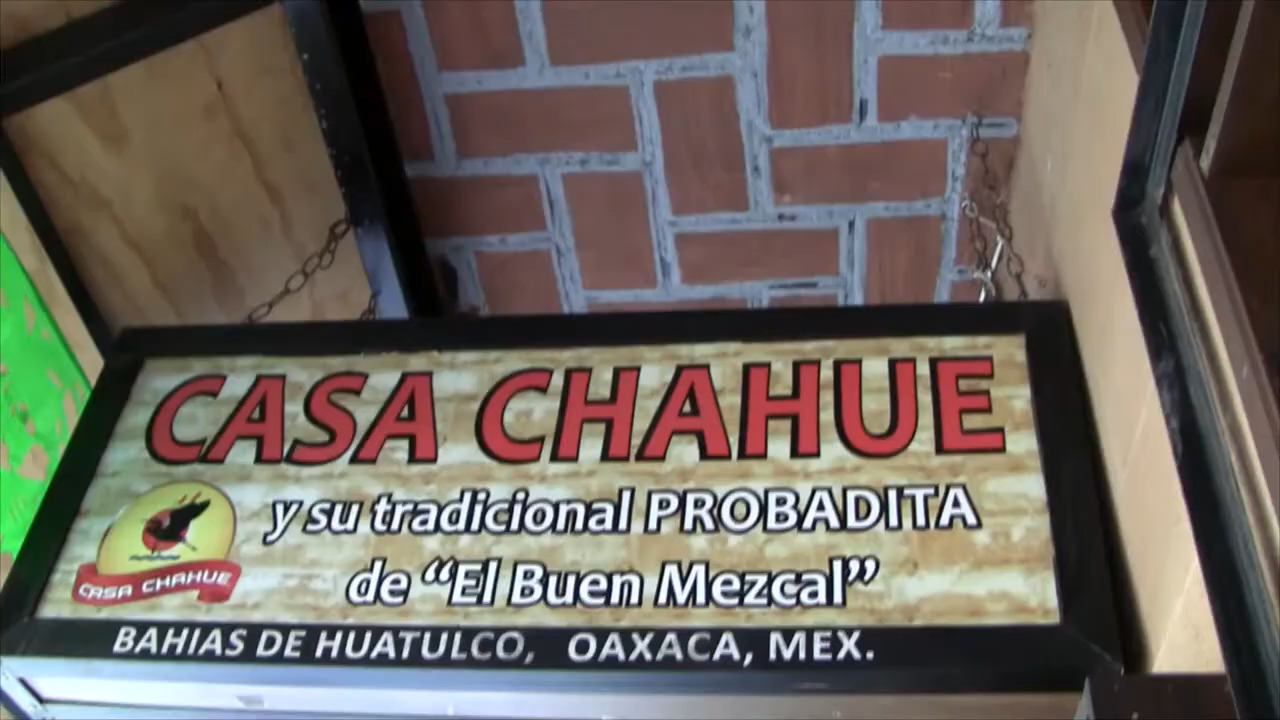 CASA CHAHUE
y su tradicional PROBADITA
de “El Buen Mezcal”
CASA CHAHUE
BAHIAS DE HUATULCO, OAXACA, MEX.